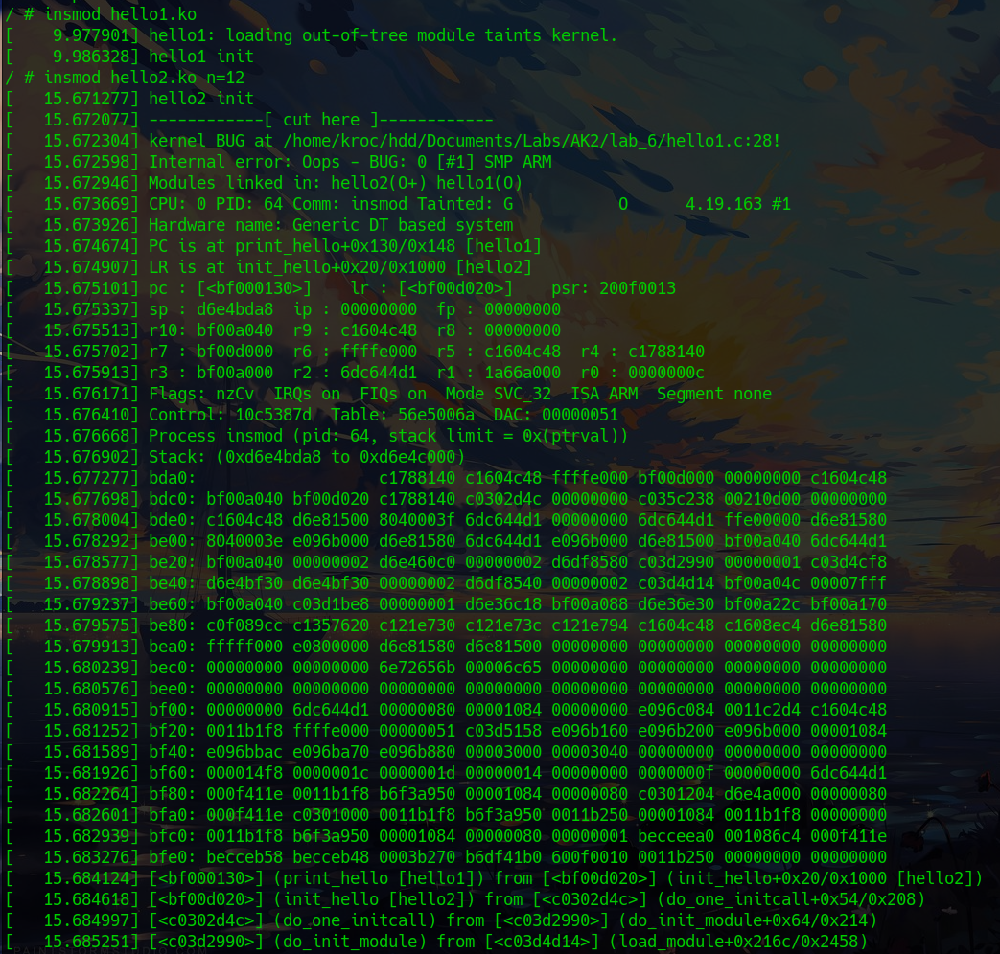 / # insmod hello1.ko
[    9.977901] hello1: loading out-of-tree module taints kernel.
[    9.986328] hello1 init
/ # insmod hello2.ko n=12
[   15.671277] hello2 init
[   15.672077] ------------[ cut here ]------------
[   15.672304] kernel BUG at /home/kroc/hdd/Documents/Labs/AK2/lab_6/hello1.c:28!
[   15.672598] Internal error: Oops - BUG: 0 [#1] SMP ARM
[   15.672946] Modules linked in: hello2(O+) hello1(O)
[   15.673669] CPU: 0 PID: 64 Comm: insmod Tainted: G           O      4.19.163 #1
[   15.673926] Hardware name: Generic DT based system
[   15.674674] PC is at print_hello+0x130/0x148 [hello1]
[   15.674907] LR is at init_hello+0x20/0x1000 [hello2]
[   15.675101] pc : [<bf000130>]    lr : [<bf00d020>]    psr: 200f0013
[   15.675337] sp : d6e4bda8  ip : 00000000  fp : 00000000
[   15.675513] r10: bf00a040  r9 : c1604c48  r8 : 00000000
[   15.675702] r7 : bf00d000  r6 : ffffe000  r5 : c1604c48  r4 : c1788140
[   15.675913] r3 : bf00a000  r2 : 6dc644d1  r1 : 1a66a000  r0 : 0000000c
[   15.676171] Flags: nzCv  IRQs on  FIQs on  Mode SVC_32  ISA ARM  Segment none
[   15.676410] Control: 10c5387d  Table: 56e5006a  DAC: 00000051
[   15.676668] Process insmod (pid: 64, stack limit = 0x(ptrval))
[   15.676902] Stack: (0xd6e4bda8 to 0xd6e4c000)
[   15.677277] bda0:                   c1788140 c1604c48 ffffe000 bf00d000 00000000 c1604c48
[   15.677698] bdc0: bf00a040 bf00d020 c1788140 c0302d4c 00000000 c035c238 00210d00 00000000
[   15.678004] bde0: c1604c48 d6e81500 8040003f 6dc644d1 00000000 6dc644d1 ffe00000 d6e81580
[   15.678292] be00: 8040003e e096b000 d6e81580 6dc644d1 e096b000 d6e81500 bf00a040 6dc644d1
[   15.678577] be20: bf00a040 00000002 d6e460c0 00000002 d6df8580 c03d2990 00000001 c03d4cf8
[   15.678898] be40: d6e4bf30 d6e4bf30 00000002 d6df8540 00000002 c03d4d14 bf00a04c 00007fff
[   15.679237] be60: bf00a040 c03d1be8 00000001 d6e36c18 bf00a088 d6e36e30 bf00a22c bf00a170
[   15.679575] be80: c0f089cc c1357620 c121e730 c121e73c c121e794 c1604c48 c1608ec4 d6e81580
[   15.679913] bea0: fffff000 e0800000 d6e81580 d6e81500 00000000 00000000 00000000 00000000
[   15.680239] bec0: 00000000 00000000 6e72656b 00006c65 00000000 00000000 00000000 00000000
[   15.680576] bee0: 00000000 00000000 00000000 00000000 00000000 00000000 00000000 00000000
[   15.680915] bf00: 00000000 6dc644d1 00000080 00001084 00000000 e096c084 0011c2d4 c1604c48
[   15.681252] bf20: 0011b1f8 ffffe000 00000051 c03d5158 e096b160 e096b200 e096b000 00001084
[   15.681589] bf40: e096bbac e096ba70 e096b880 00003000 00003040 00000000 00000000 00000000
[   15.681926] bf60: 000014f8 0000001c 0000001d 00000014 00000000 0000000f 00000000 6dc644d1
[   15.682264] bf80: 000f411e 0011b1f8 b6f3a950 00001084 00000080 c0301204 d6e4a000 00000080
[   15.682601] bfa0: 000f411e c0301000 0011b1f8 b6f3a950 0011b250 00001084 0011b1f8 00000000
[   15.682939] bfc0: 0011b1f8 b6f3a950 00001084 00000080 00000001 becceea0 001086c4 000f411e
[   15.683276] bfe0: becceb58 becceb48 0003b270 b6df41b0 600f0010 0011b250 00000000 00000000
[   15.684124] [<bf000130>] (print_hello [hello1]) from [<bf00d020>] (init_hello+0x20/0x1000 [hello2])
[   15.684618] [<bf00d020>] (init_hello [hello2]) from [<c0302d4c>] (do_one_initcall+0x54/0x208)
[   15.684997] [<c0302d4c>] (do_one_initcall) from [<c03d2990>] (do_init_module+0x64/0x214)
[   15.685251] [<c03d2990>] (do_init_module) from [<c03d4d14>] (load_module+0x216c/0x2458)